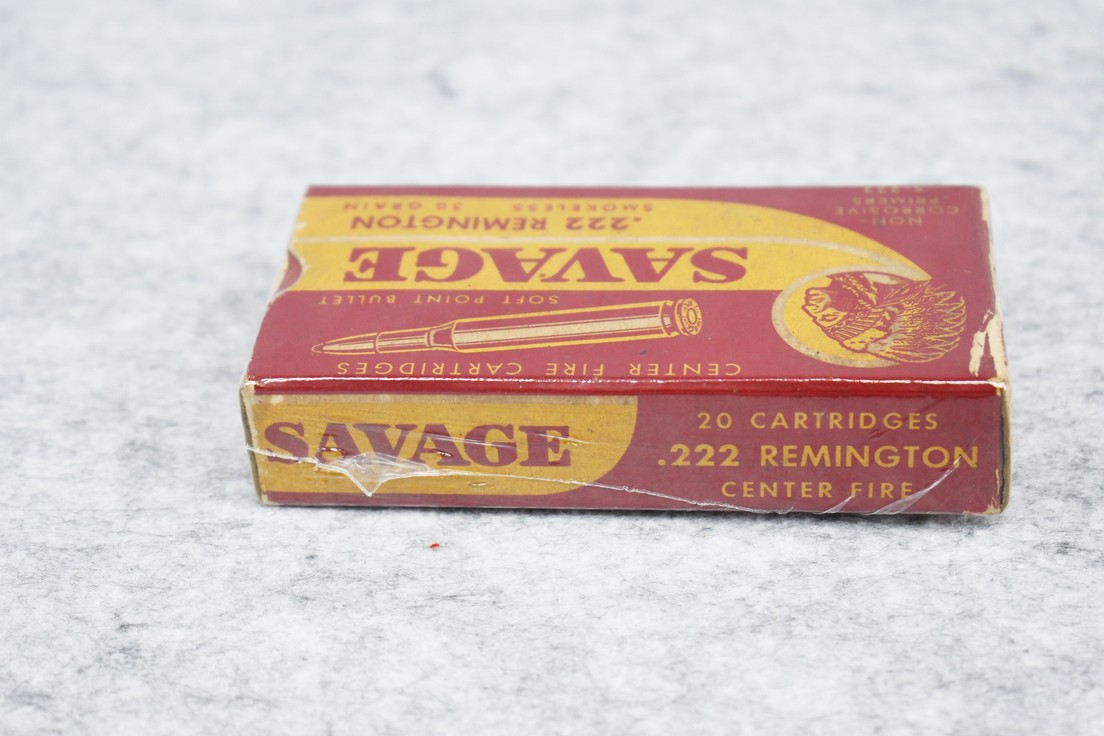 CENTER FIRE CARTRIDGES
SOFT POINT BULLET
SAVAGE
.222 REMINGTON
SMOKELESS 50 GRAIN
NON-
CORROSIVE
PRIMERS
SAVAGE
20 CARTRIDGES
.222 REMINGTON
CENTER FIRE